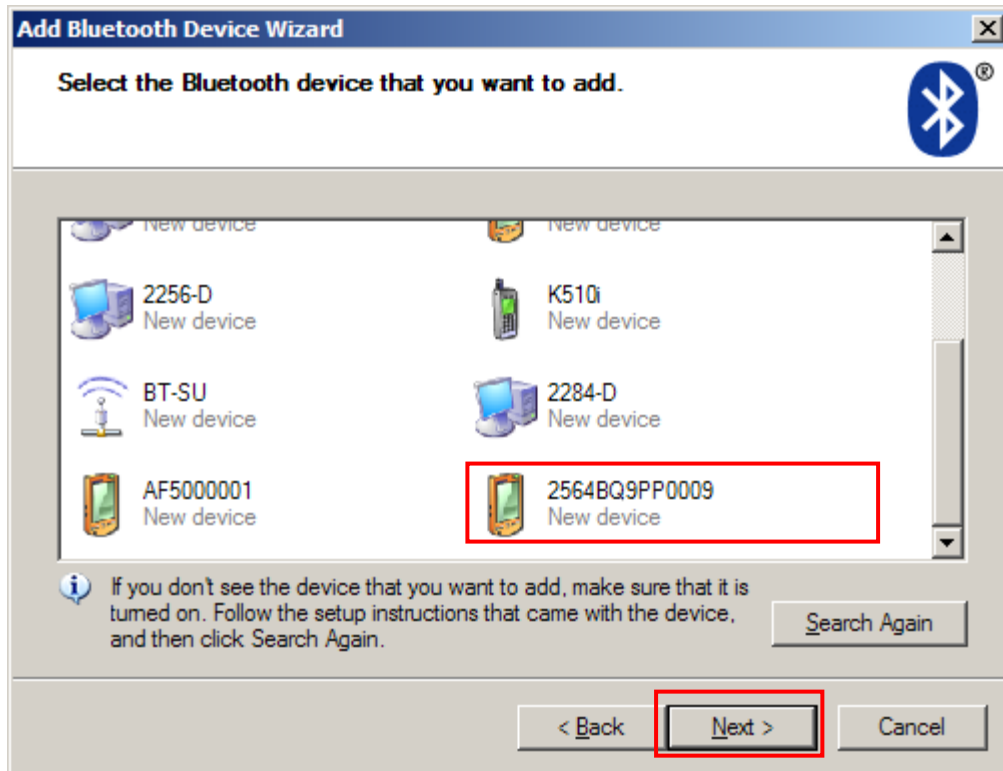 Add Bluetooth Device Wizard
Select the Bluetooth device that you want to add.
®
New device
New device
2256-D
New device
K510i
New device
BT-SU
New device
2284-D
New device
AF5000001
New device
2564BQ9PP0009
New device
If you don't see the device that you want to add, make sure that it is
turned on. Follow the setup instructions that came with the device,
and then click Search Again.
Search Again
< Back
Next >
Cancel